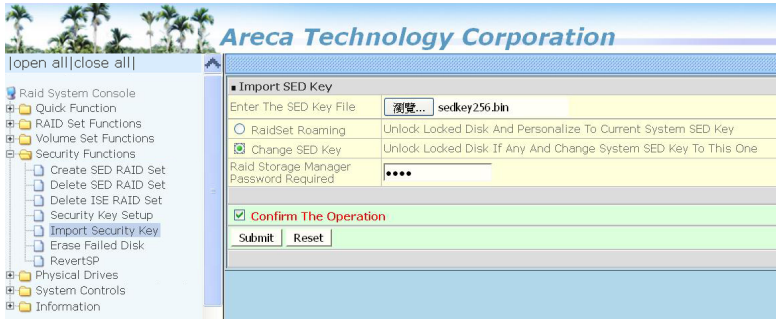 Areca Technology Corporation
|open all|close all|
Raid System Console
Quick Function
RAID Set Functions
Volume Set Functions
Security Functions
Create SED RAID Set
Delete SED RAID Set
Delete ISE RAID Set
Security Key Setup
Import Security Key
Erase Failed Disk
RevertSP
Physical Drives
System Controls
Information
Import SED Key
Enter The SED Key File 瀏覽... sedkey256.bin
RaidSet Roaming Unlock Locked Disk And Personalize To Current System SED Key
Change SED Key Unlock Locked Disk If Any And Change System SED Key To This One
Raid Storage Manager
Password Required ••••
Confirm The Operation
Submit Reset